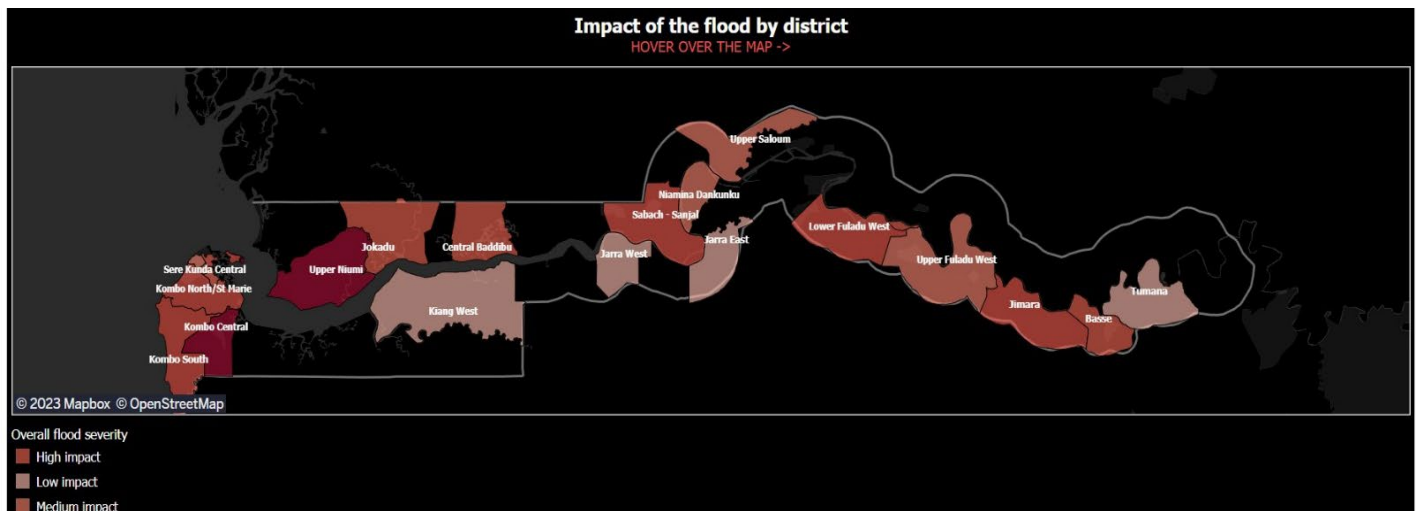 Impact of the flood by district
HOVER OVER THE MAP ->
Upper Saloum
Niamina Dankunku
Sabach - Sanjal
Lower Fuladu West
Jarra East
Jokadu
Central Baddibu
Jarra West
Upper Fuladu West
Sere Kunda Central
Upper Niumi
Kombo North/St Marie
Tumana
Jimara
Kiang West
Basse
Kombo Central
Kombo South
© 2023 Mapbox © OpenStreetMap
Overall flood severity
High impact
Low impact
Medium impact